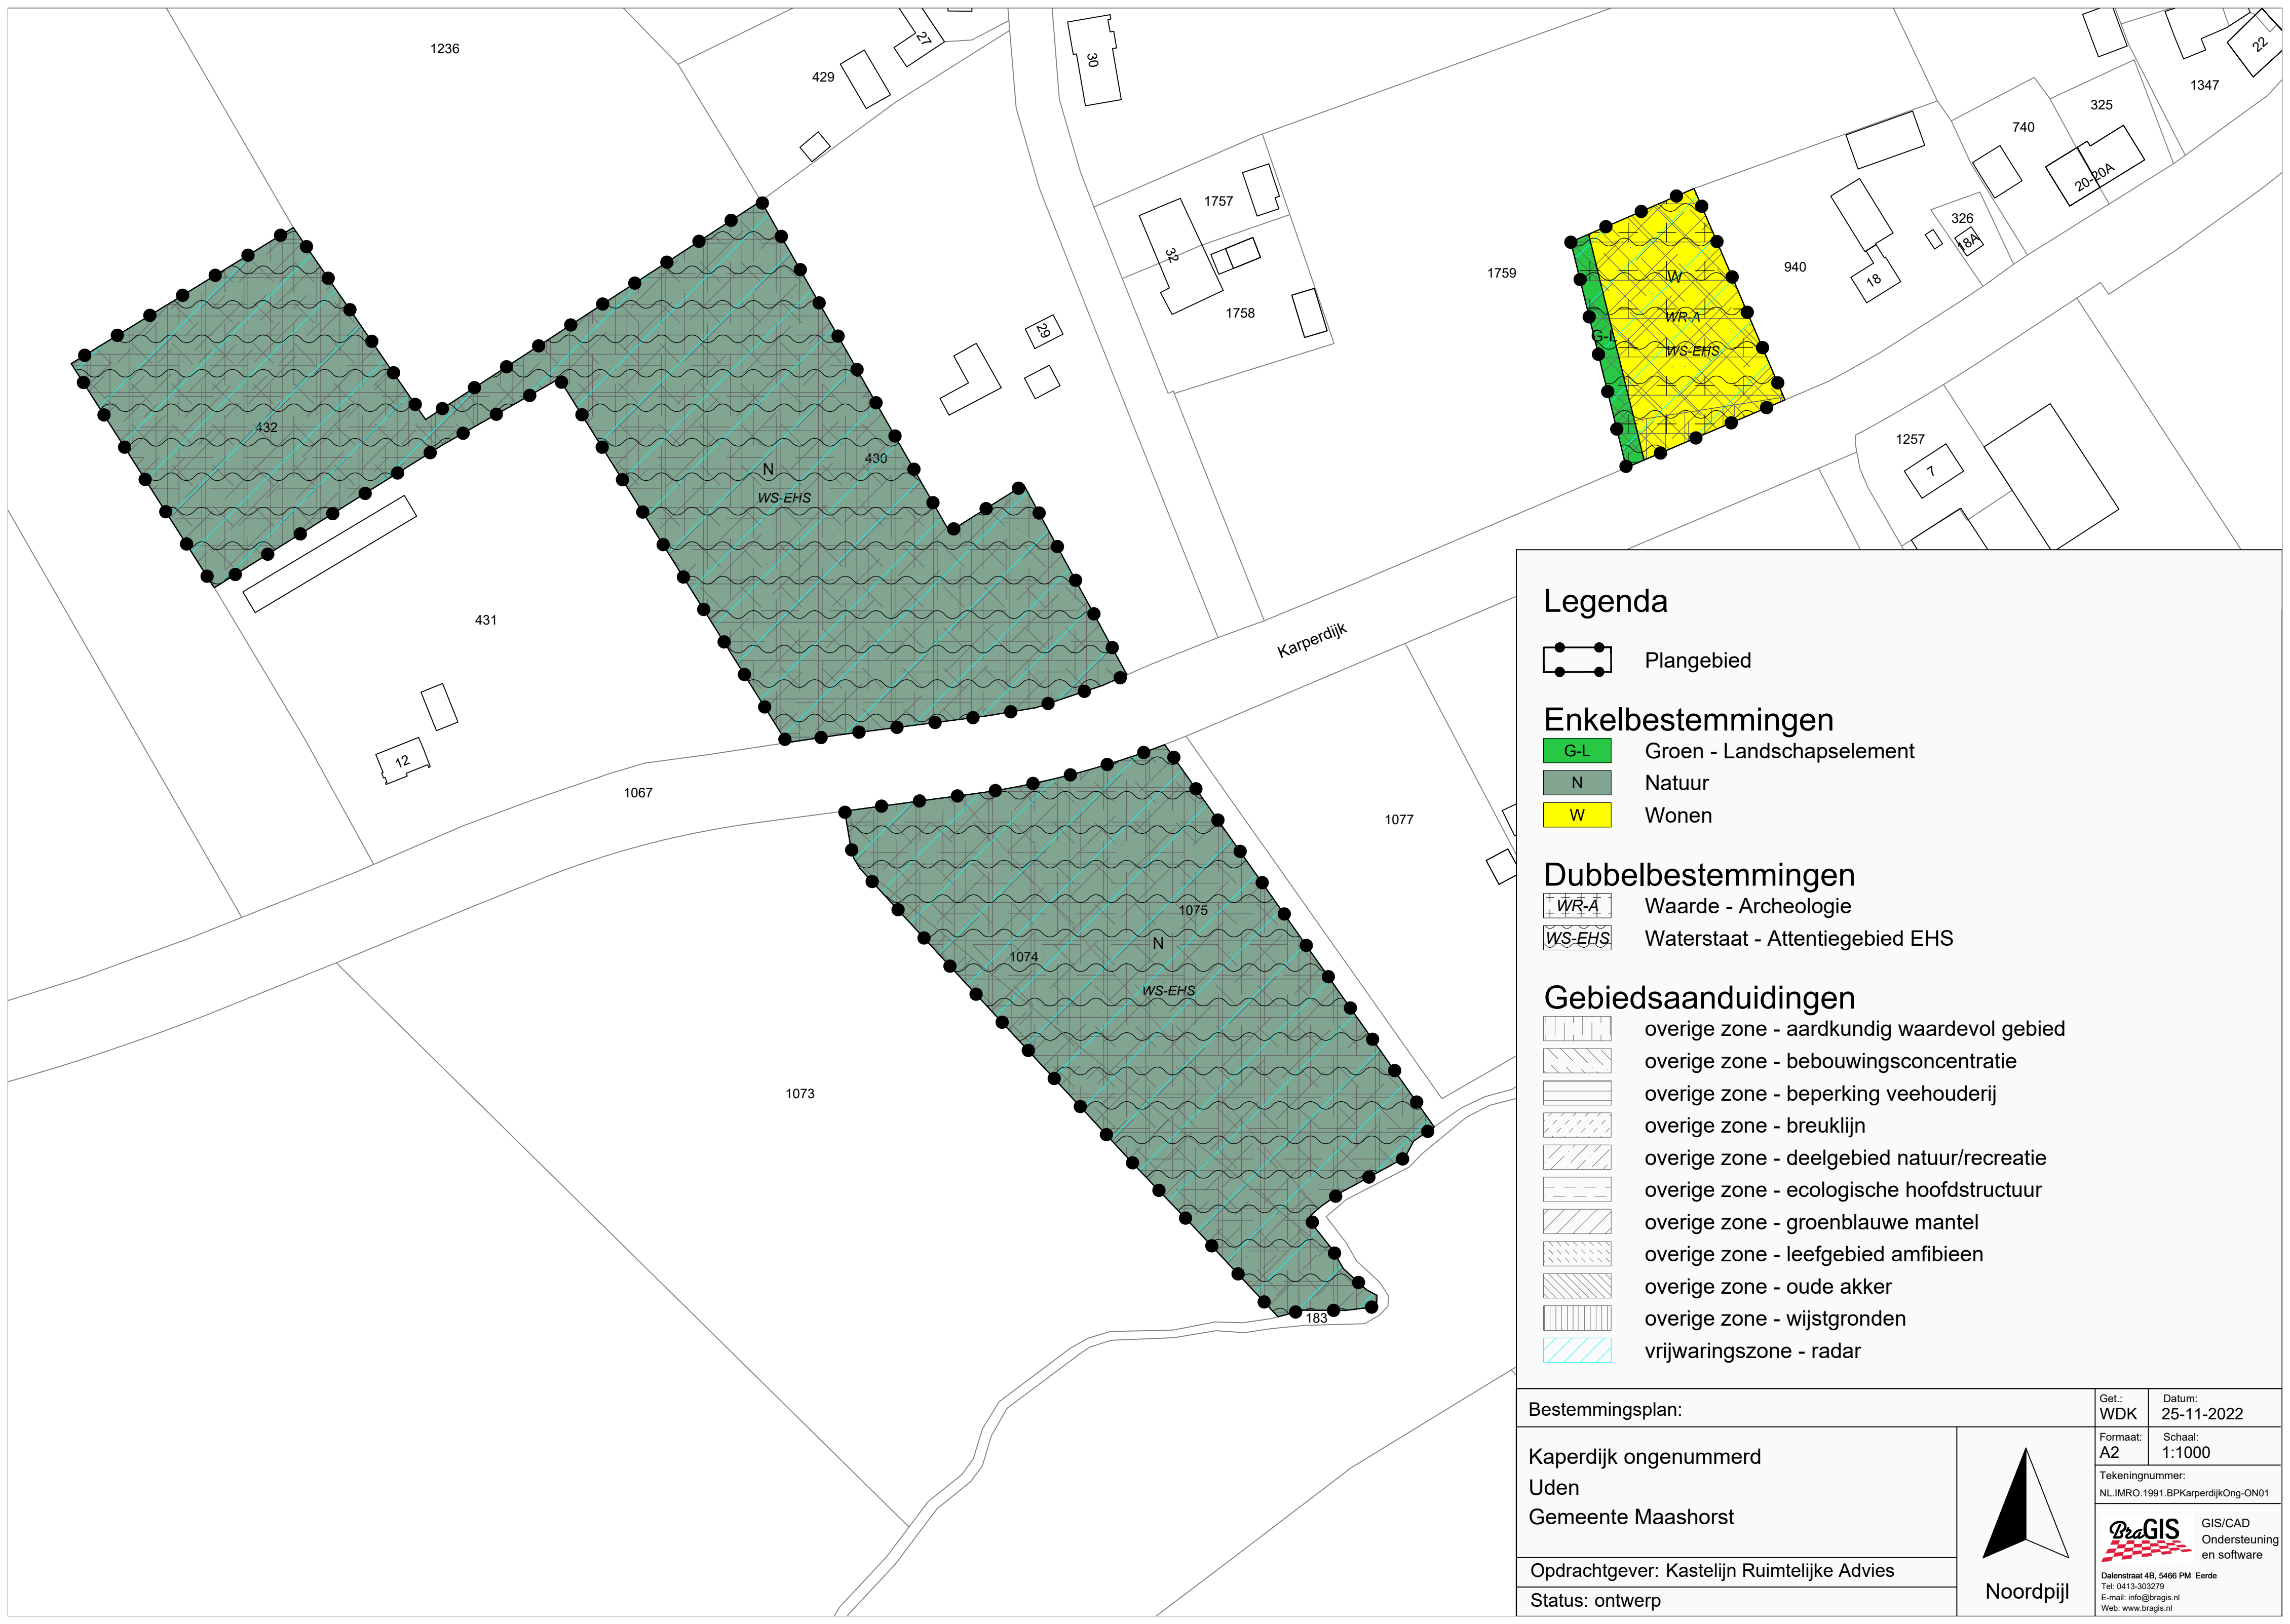 1236
429
27
30
22
1347
325
740
20-20A
326
18A
1757
32
1758
1759
940
18
W
WR-A
WS-EHS
G-L
29
432
430
N
WS-EHS
1257
7
431
Karperdijk
12
1067
1077
1075
N
1074
WS-EHS
1073
183
Legenda
Plangebied
Enkelbestemmingen
G-L Groen - Landschapselement
N Natuur
W Wonen
Dubbelbestemmingen
WR-A Waarde - Archeologie
WS-EHS Waterstaat - Attentiegebied EHS
Gebiedsaanduidingen
overige zone - aardkundig waardevol gebied
overige zone - bebouwingsconcentratie
overige zone - beperking veehouderij
overige zone - breuklijn
overige zone - deelgebied natuur/recreatie
overige zone - ecologische hoofdstructuur
overige zone - groenblauwe mantel
overige zone - leefgebied amfibieen
overige zone - oude akker
overige zone - wijstgronden
vrijwaringszone - radar
Bestemmingsplan:
Kaperdijk ongenummerd
Uden
Gemeente Maashorst
Opdrachtgever: Kastelijn Ruimtelijke Advies
Status: ontwerp
Noordpijl
Get.: Datum:
WDK 25-11-2022
Formaat: Schaal:
A2 1:1000
Tekeningnummer:
NL.IMRO.1991.BPKarperdijkOng-ON01
BraGIS
GIS/CAD
Ondersteuning
en software
Dalenstraat 4B, 5466 PM Eerde
Tel: 0413-303279
E-mail: info@bragis.nl
Web: www.bragis.nl